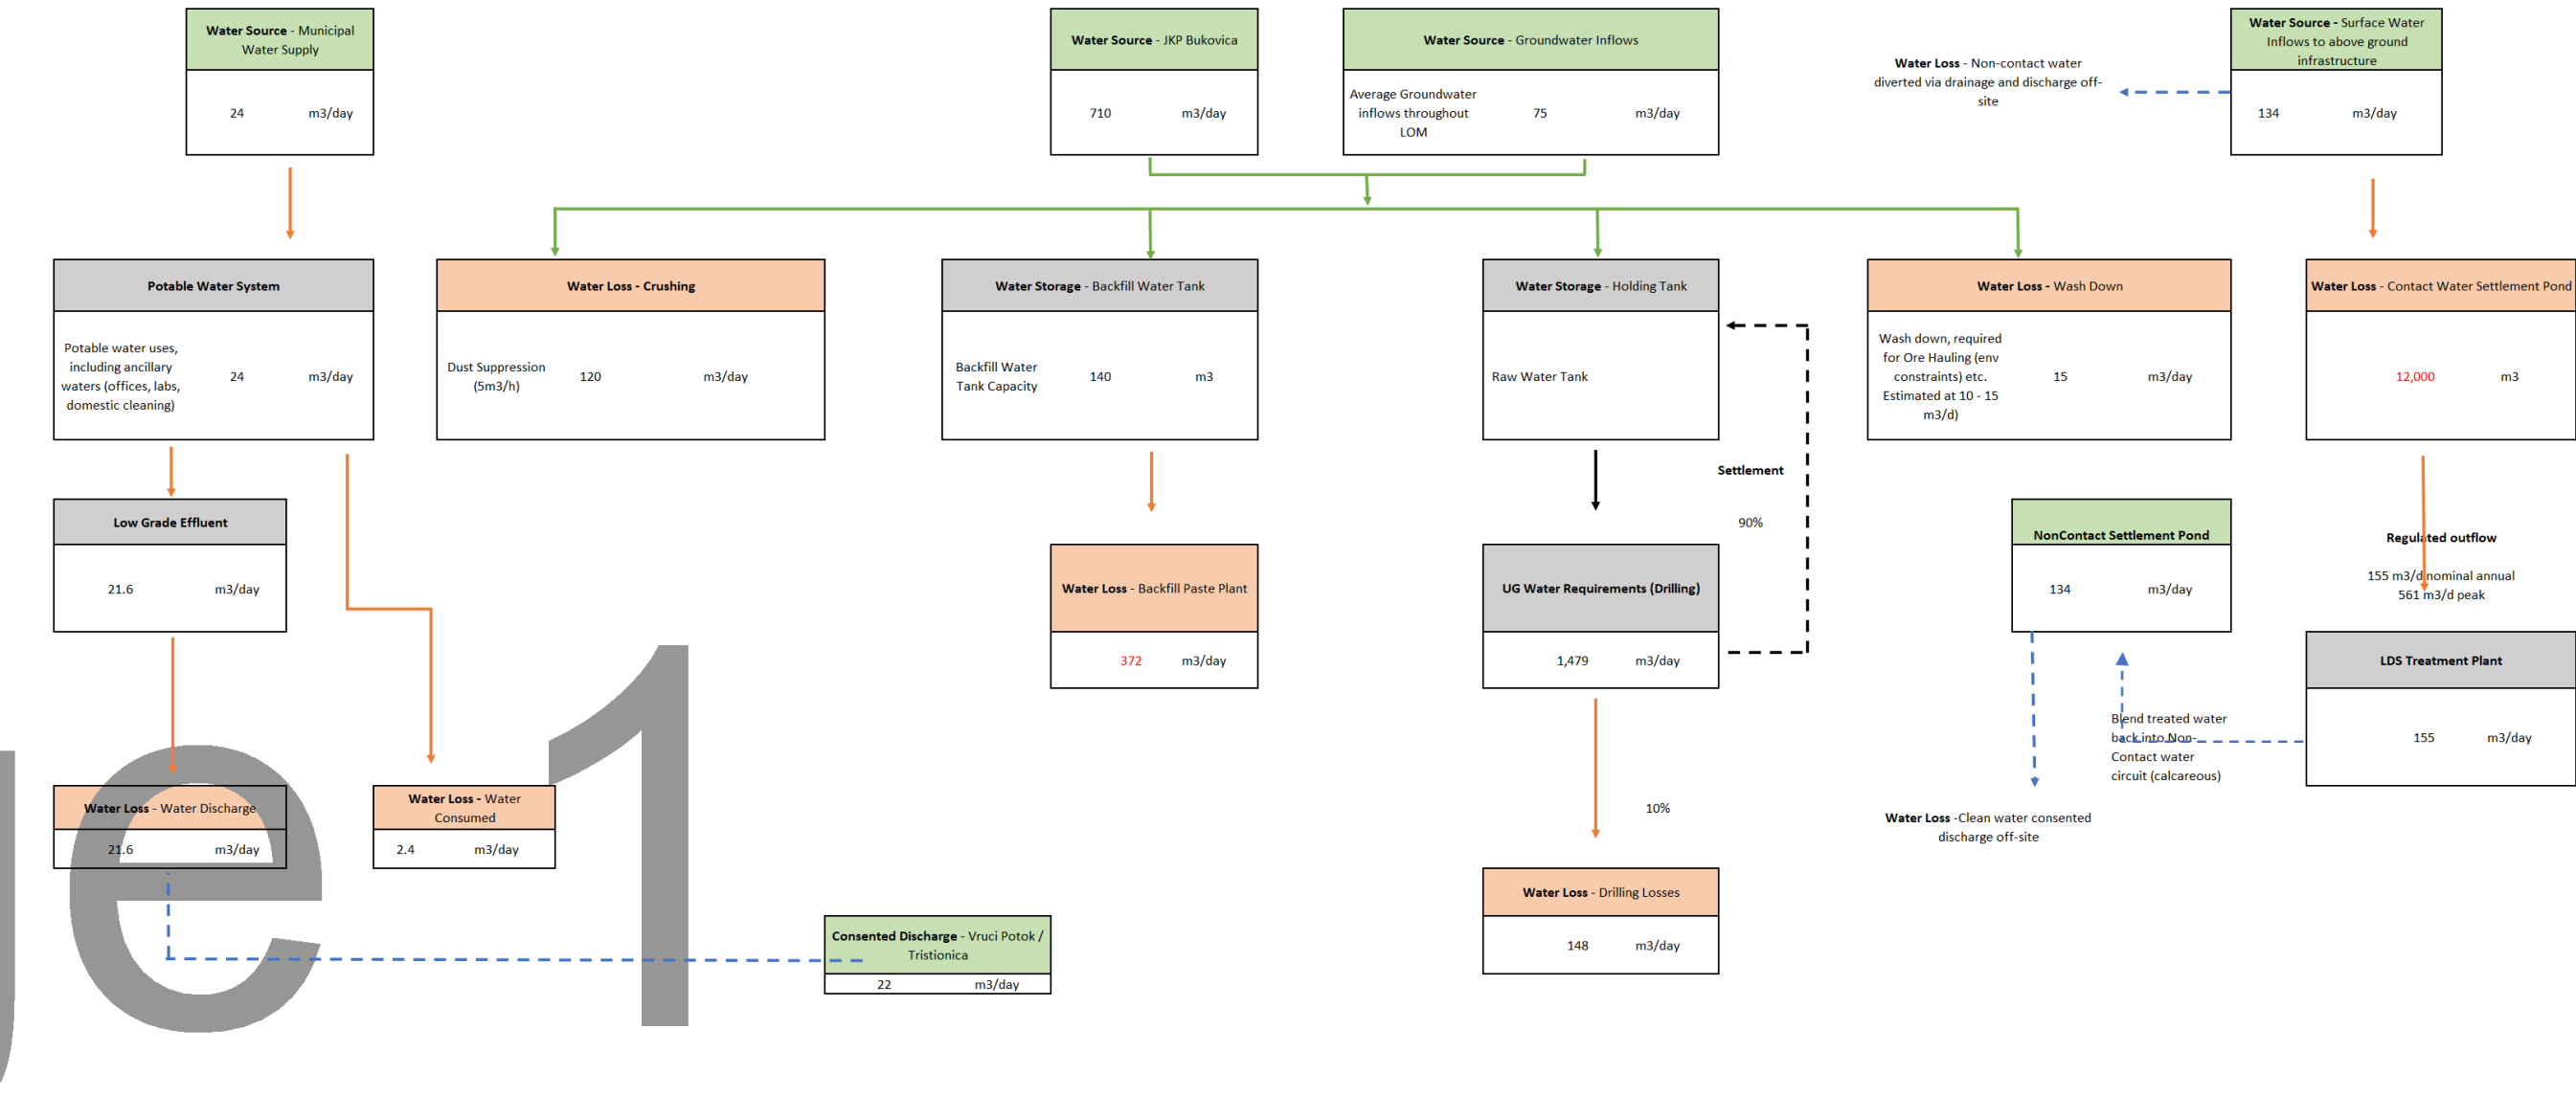 Water Source - Municipal
Water Supply
24 m3/day
Water Source - JKP Bukovica
710 m3/day
Water Source - Groundwater Inflows
Average Groundwater
inflows throughout
LOM
75 m3/day
Water Loss - Non-contact water
diverted via drainage and discharge off-
site
Water Source - Surface Water
Inflows to above ground
infrastructure
134 m3/day
Potable Water System
Potable water uses,
including ancillary
waters (offices, labs,
domestic cleaning)
24 m3/day
Water Loss - Crushing
Dust Suppression
(5m3/h)
120 m3/day
Water Storage - Backfill Water Tank
Backfill Water
Tank Capacity
140 m3
Water Storage - Holding Tank
Raw Water Tank
Water Loss - Wash Down
Wash down, required
for Ore Hauling (env
constraints) etc.
Estimated at 10 - 15
m3/d)
15 m3/day
Water Loss - Contact Water Settlement Pond
12,000 m3
Settlement
90%
Low Grade Effluent
21.6 m3/day
Water Loss - Backfill Paste Plant
372 m3/day
UG Water Requirements (Drilling)
1,479 m3/day
NonContact Settlement Pond
134 m3/day
Regulated outflow
155 m3/d nominal annual
561 m3/d peak
LDS Treatment Plant
155 m3/day
Blend treated water
back into Non-
Contact water
circuit (calcareous)
Water Loss - Water Discharge
21.6 m3/day
Water Loss - Water
Consumed
2.4 m3/day
10%
Water Loss -Clean water consented
discharge off-site
Water Loss - Drilling Losses
148 m3/day
Consented Discharge - Vruci Potok /
Tristionica
22 m3/day
ge 1